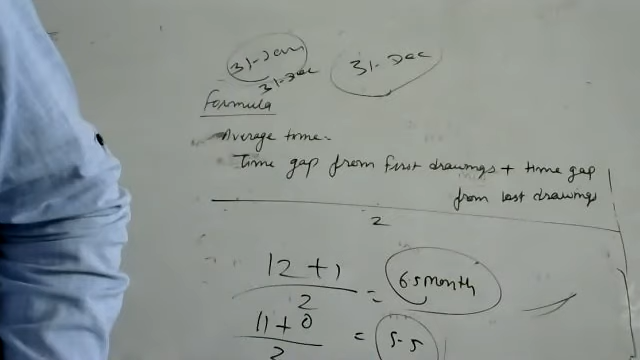 31-Jan 31-Dec
31-Dec
Formula
Average time=
Time gap from first drawings + time gap
from last drawings
2
12 + 1
2
= 6.5 month
11 + 0
2
= 5.5